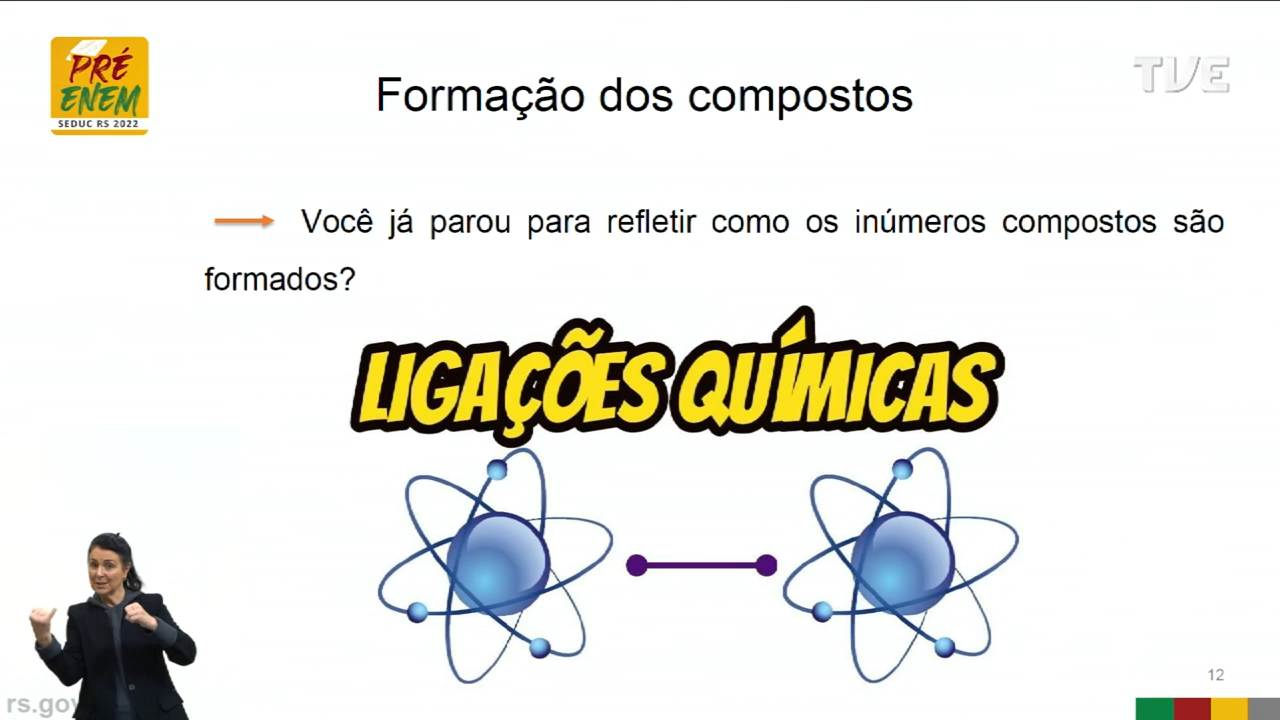 PRÉ
ENEM
SEDUC RS 2022
TVE
Formação dos compostos
Você já parou para refletir como os inúmeros compostos são
formados?
LIGAÇÕES QUÍMICAS
12
rs.gov